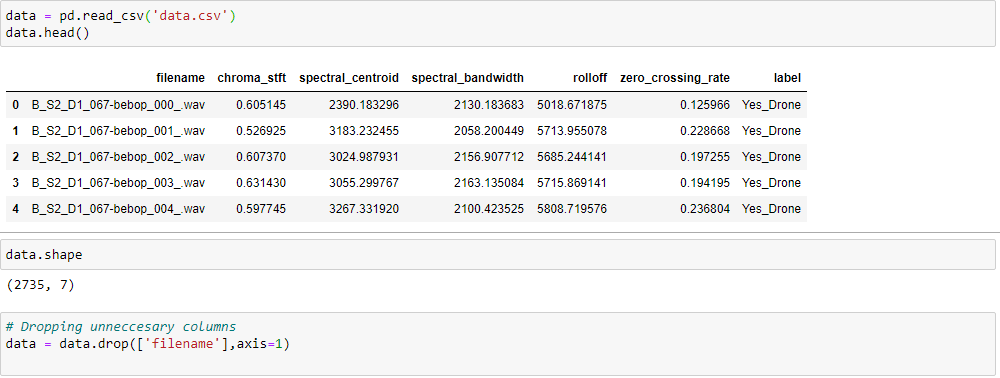 data = pd.read_csv('data.csv')
data.head()
filename chroma_stft spectral_centroid spectral_bandwidth rolloff zero_crossing_rate label
0 B_S2_D1_067-bebop_000_.wav 0.605145 2390.183296 2130.183683 5018.671875 0.125966 Yes_Drone
1 B_S2_D1_067-bebop_001_.wav 0.526925 3183.232455 2058.200449 5713.955078 0.228668 Yes_Drone
2 B_S2_D1_067-bebop_002_.wav 0.607370 3024.987931 2156.907712 5685.244141 0.197255 Yes_Drone
3 B_S2_D1_067-bebop_003_.wav 0.631430 3055.299767 2163.135084 5715.869141 0.194195 Yes_Drone
4 B_S2_D1_067-bebop_004_.wav 0.597745 3267.331920 2100.423525 5808.719576 0.236804 Yes_Drone
data.shape
(2735, 7)
# Dropping unneccesary columns
data = data.drop(['filename'],axis=1)